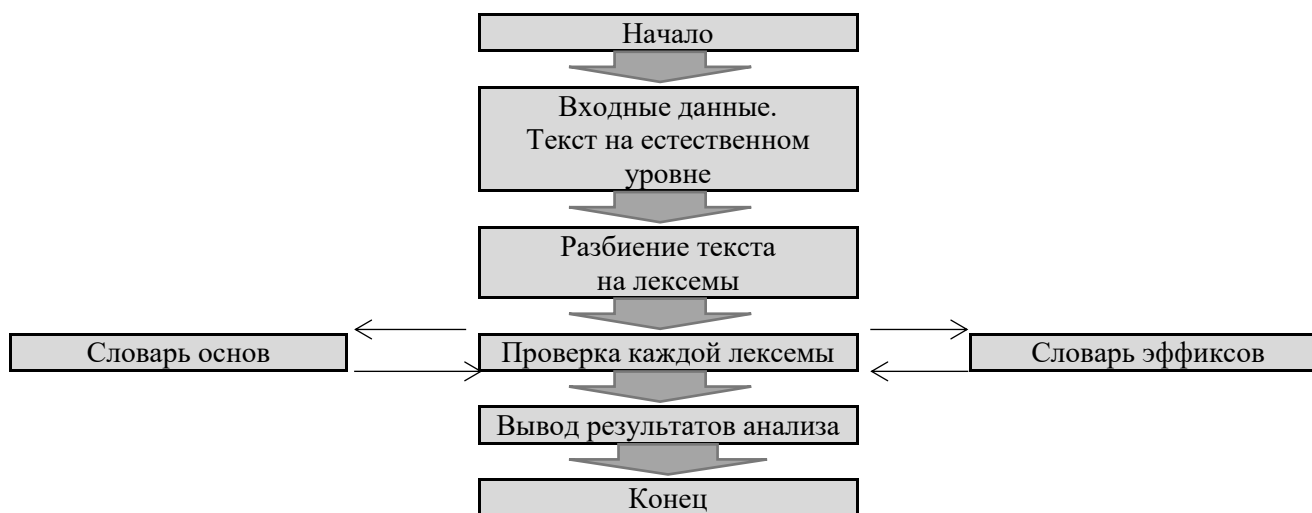 Начало
Входные данные.
Текст на естественном
уровне
Разбиение текста
на лексемы
Словарь основ
Проверка каждой лексемы
Словарь эффиксов
Вывод результатов анализа
Конец